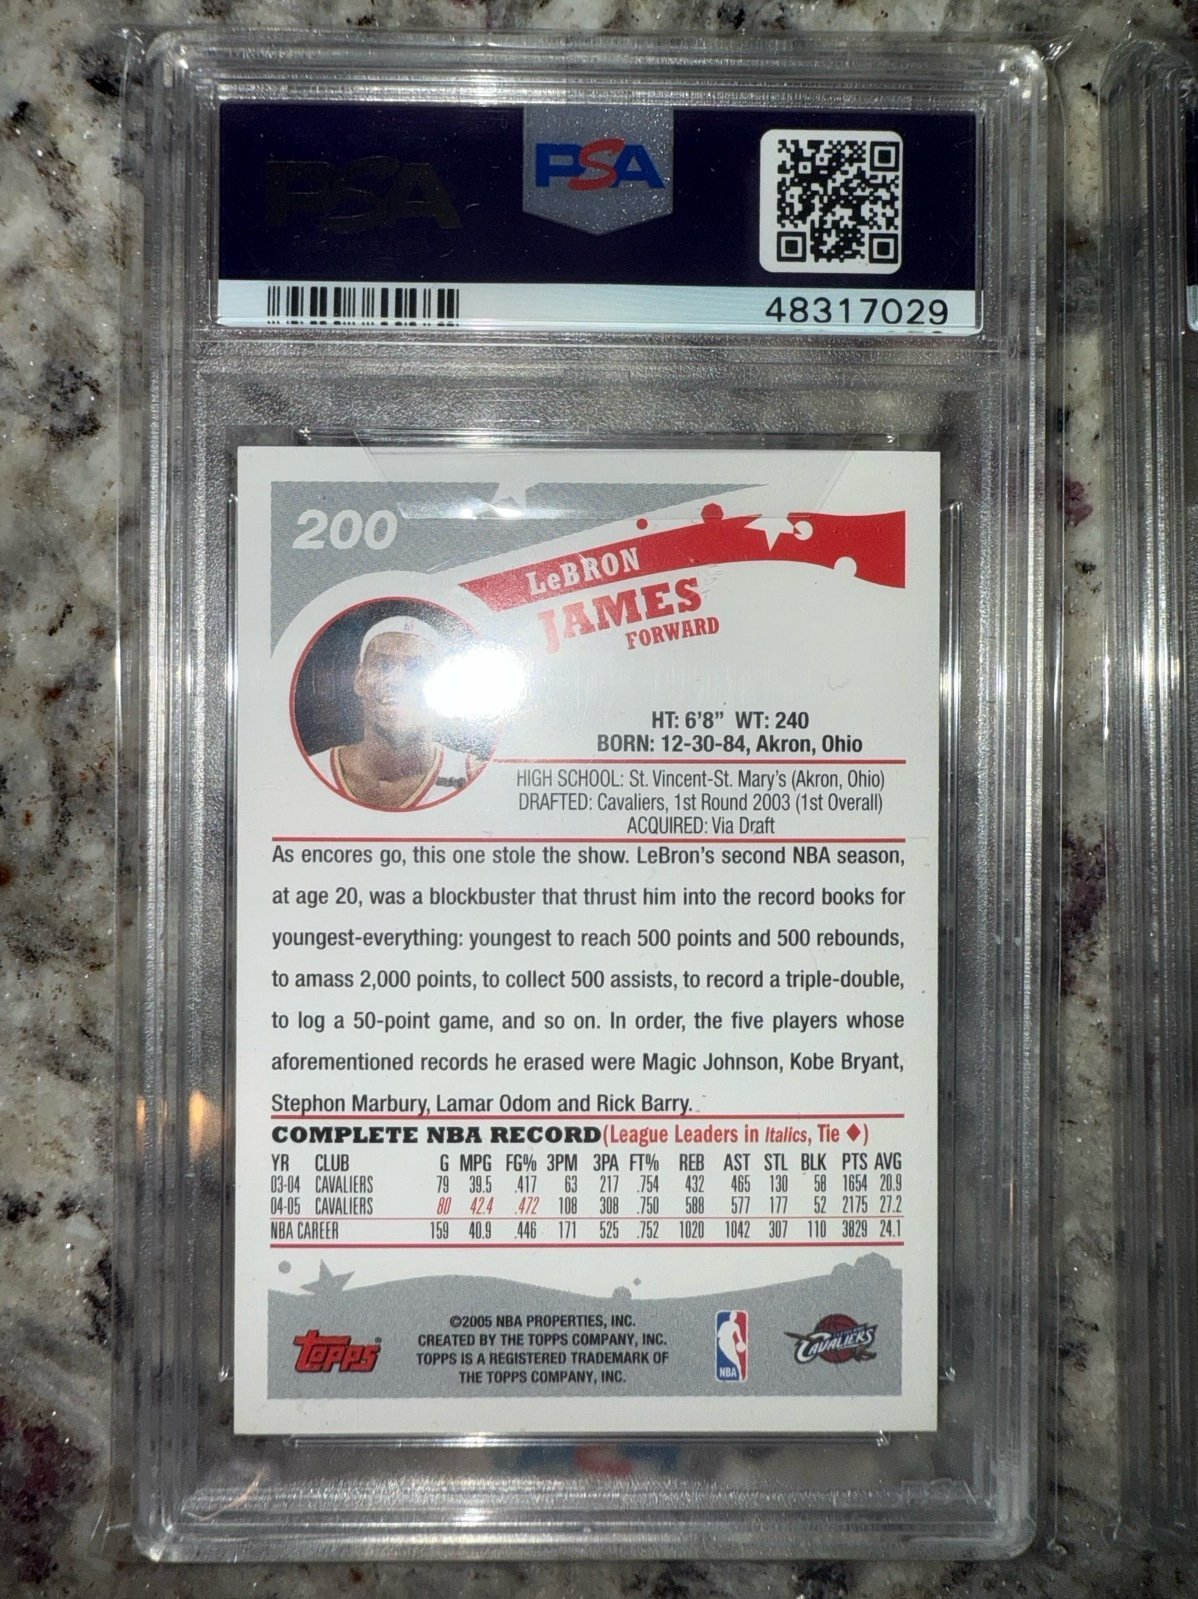 PSA
PSA
48317029
200
LeBRON
JAMES
FORWARD
HT: 6'8" WT: 240
BORN: 12-30-84, Akron, Ohio
HIGH SCHOOL: St. Vincent-St. Mary's (Akron, Ohio)
DRAFTED: Cavaliers, 1st Round 2003 (1st Overall)
ACQUIRED: Via Draft
As encores go, this one stole the show. LeBron's second NBA season,
at age 20, was a blockbuster that thrust him into the record books for
youngest-everything: youngest to reach 500 points and 500 rebounds,
to amass 2,000 points, to collect 500 assists, to record a triple-double,
to log a 50-point game, and so on. In order, the five players whose
aforementioned records he erased were Magic Johnson, Kobe Bryant,
Stephon Marbury, Lamar Odom and Rick Barry.
COMPLETE NBA RECORD (League Leaders in Italics, Tie ♦)
YR CLUB G MPG FG% 3PM 3PA FT% REB AST STL BLK PTS AVG
03-04 CAVALIERS 79 39.5 .417 63 217 .754 432 465 130 58 1654 20.9
04-05 CAVALIERS 80 42.4 .472 108 308 .750 588 577 177 52 2175 27.2
NBA CAREER 159 40.9 .446 171 525 .752 1020 1042 307 110 3829 24.1
©2005 NBA PROPERTIES, INC.
CREATED BY THE TOPPS COMPANY, INC.
TOPPS IS A REGISTERED TRADEMARK OF
THE TOPPS COMPANY, INC.
Topps®
NBA
CAVALIERS